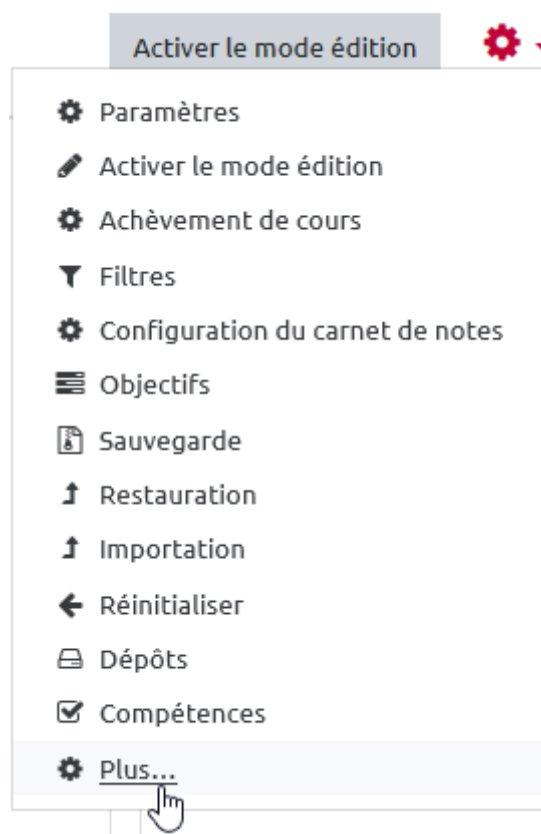 Activer le mode édition
Paramètres
Activer le mode édition
Achèvement de cours
Filtres
Configuration du carnet de notes
Objectifs
Sauvegarde
Restauration
Importation
Réinitialiser
Dépôts
Compétences
Plus...